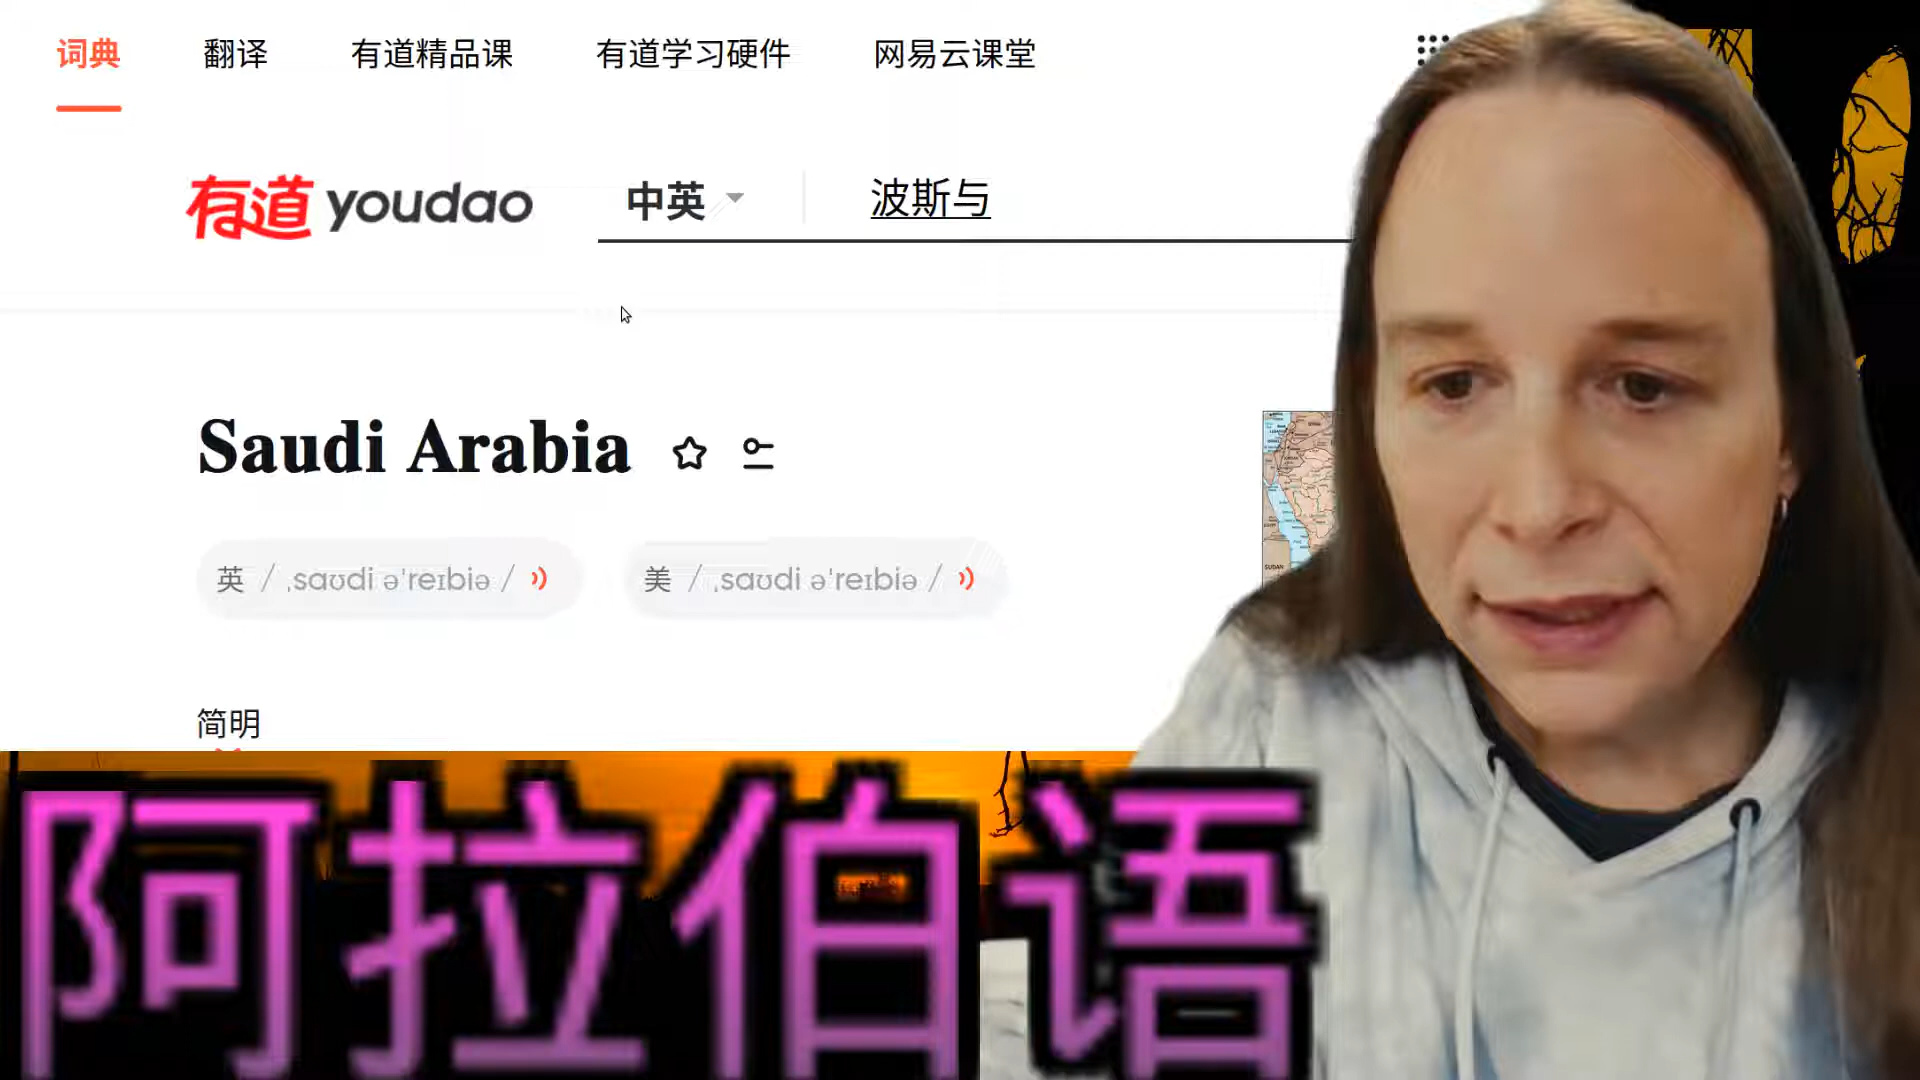 词典 翻译 有道精品课 有道学习硬件 网易云课堂
有道 youdao 中英 波斯与
Saudi Arabia
英 / ˌsaʊdi əˈreɪbiə / 美 / ˌsaʊdi əˈreɪbiə /
SUDAN
简明
阿拉伯语